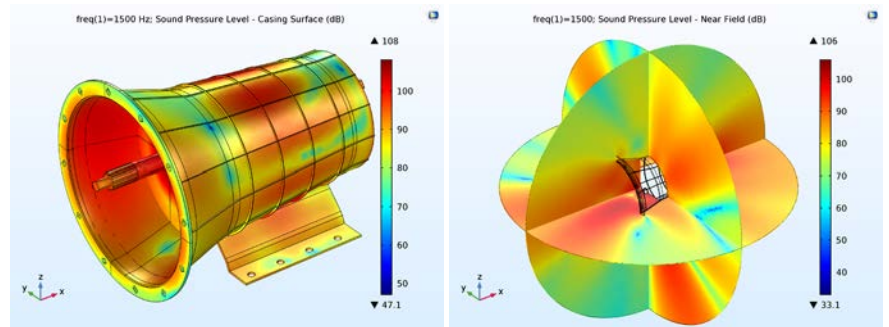 freq(1)=1500 Hz; Sound Pressure Level - Casing Surface (dB)
▲ 108
100
90
80
70
60
50
▼ 47.1
z
y
x
freq(1)=1500; Sound Pressure Level - Near Field (dB)
▲ 106
100
90
80
70
60
50
40
▼ 33.1
z
y
x